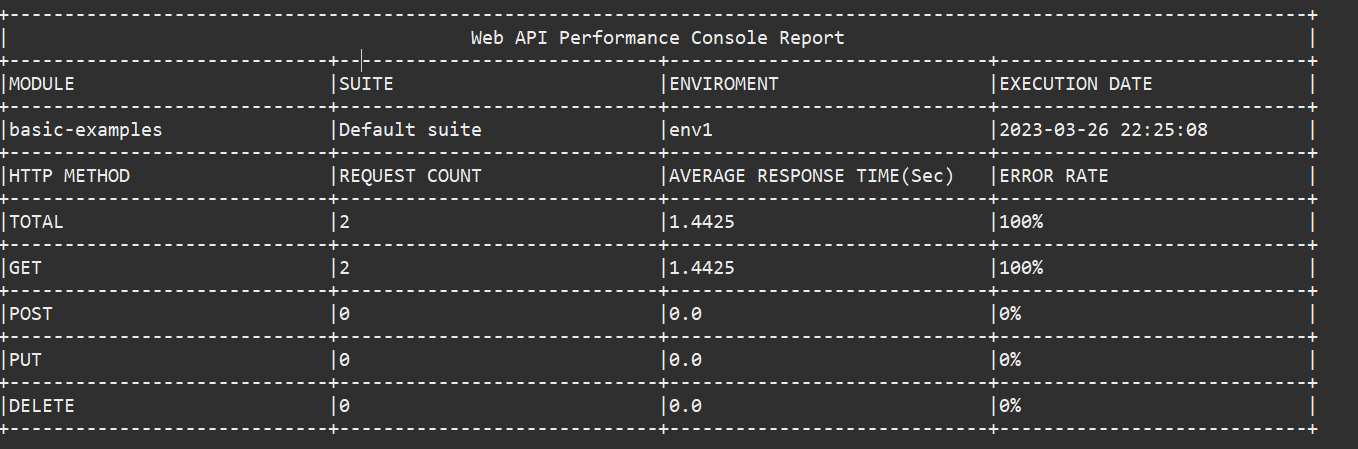 Web API Performance Console Report
MODULE SUITE ENVIROMENT EXECUTION DATE
basic-examples Default suite env1 2023-03-26 22:25:08
HTTP METHOD REQUEST COUNT AVERAGE RESPONSE TIME(Sec) ERROR RATE
TOTAL 2 1.4425 100%
GET 2 1.4425 100%
POST 0 0.0 0%
PUT 0 0.0 0%
DELETE 0 0.0 0%